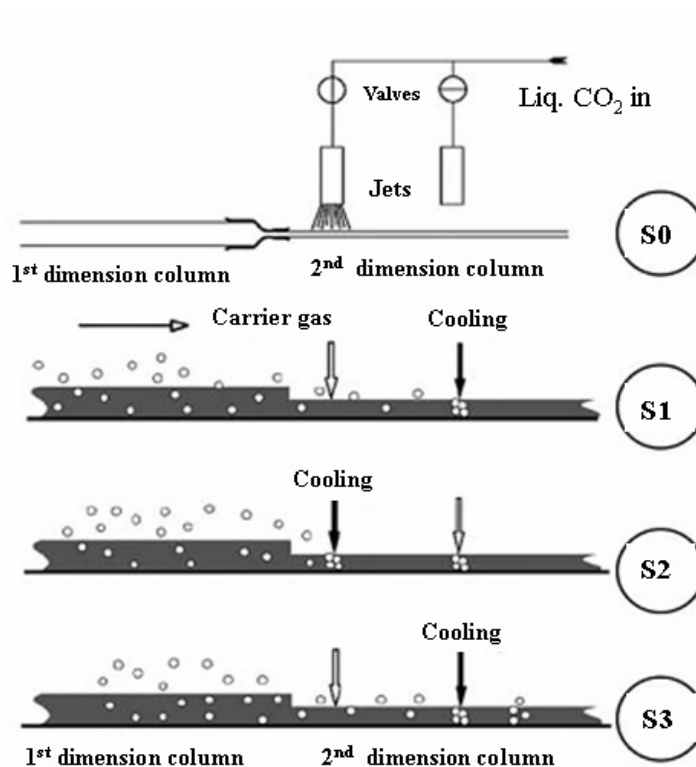 Valves
Liq. CO₂ in
Jets
S0
1st dimension column
2nd dimension column
Carrier gas
Cooling
S1
Cooling
S2
Cooling
S3
1st dimension column
2nd dimension column